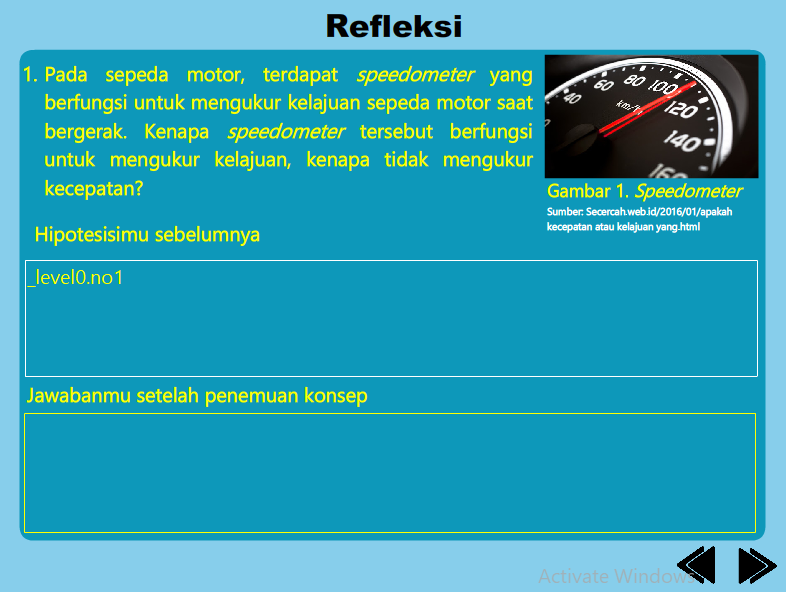 Refleksi
1. Pada sepeda motor, terdapat speedometer yang
berfungsi untuk mengukur kelajuan sepeda motor saat
bergerak. Kenapa speedometer tersebut berfungsi
untuk mengukur kelajuan, kenapa tidak mengukur
kecepatan?
40
60
80
100
120
140
160
km/h
Gambar 1. Speedometer
Sumber: Secercah.web.id/2016/01/apakah
kecepatan atau kelajuan yang.html
Hipotesisimu sebelumnya
_level0.no1
Jawabanmu setelah penemuan konsep
Activate Windows